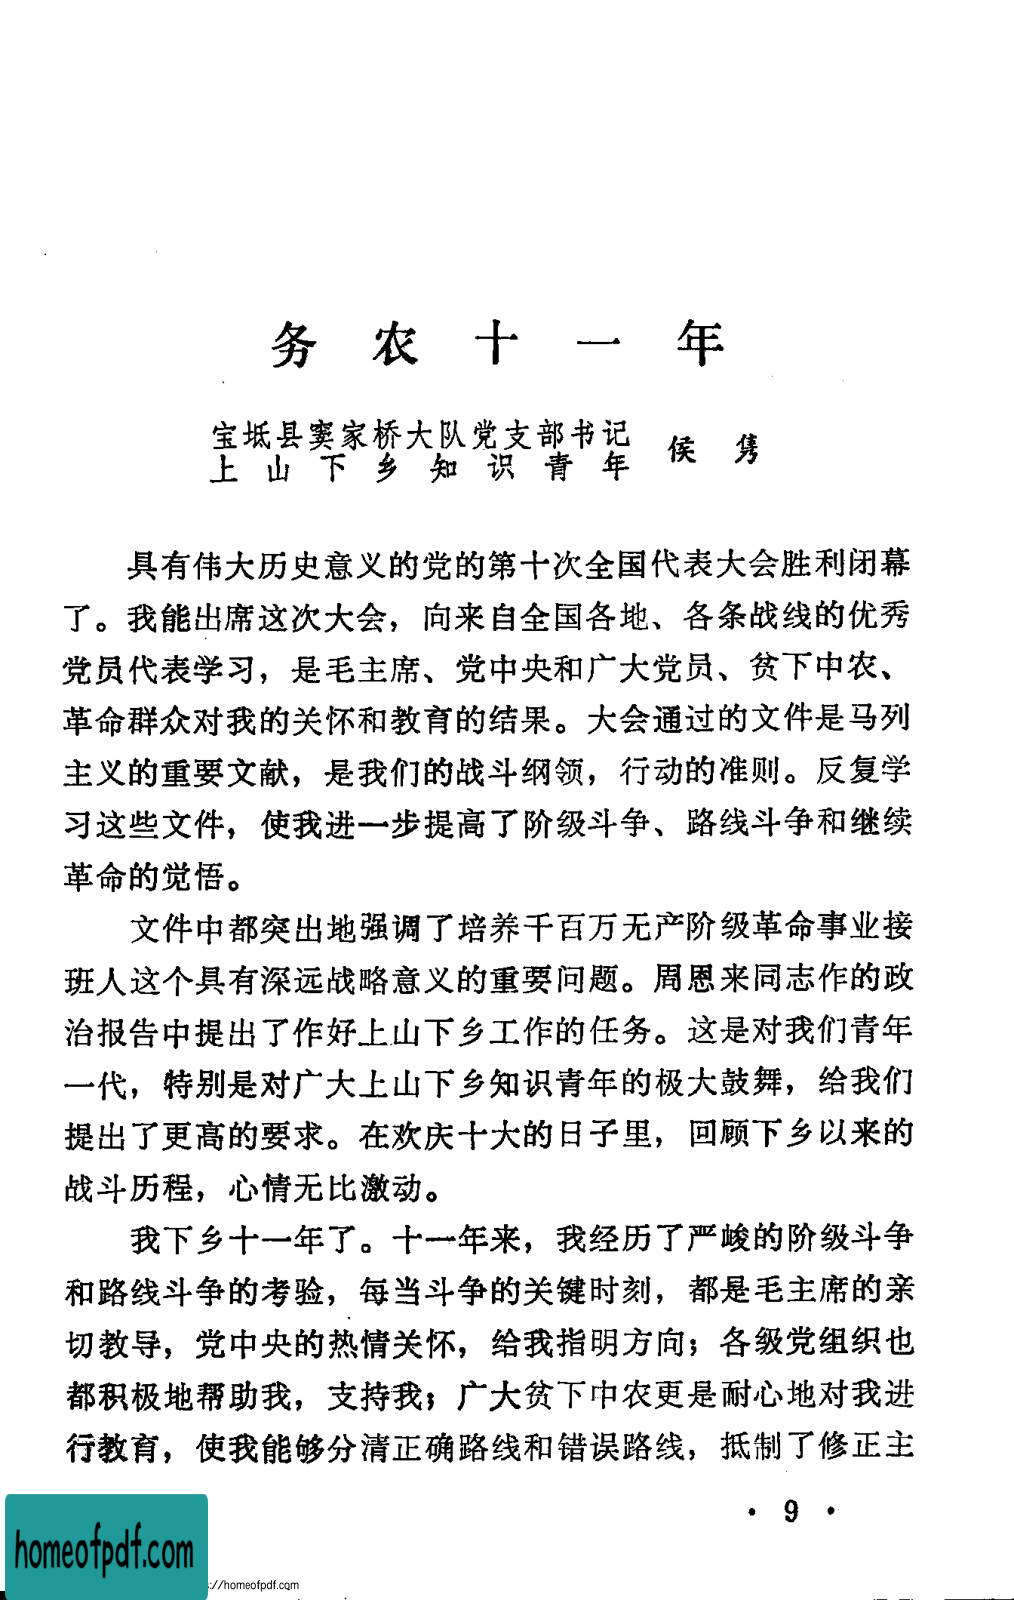 务农十一年
宝坻县窦家桥大队党支部书记
上山下乡知识青年
侯隽
具有伟大历史意义的党的第十次全国代表大会胜利闭幕
了。我能出席这次大会，向来自全国各地、各条战线的优秀
党员代表学习，是毛主席、党中央和广大党员、贫下中农、
革命群众对我的关怀和教育的结果。大会通过的文件是马列
主义的重要文献，是我们的战斗纲领，行动的准则。反复学
习这些文件，使我进一步提高了阶级斗争、路线斗争和继续
革命的觉悟。
文件中都突出地强调了培养千百万无产阶级革命事业接
班人这个具有深远战略意义的重要问题。周恩来同志作的政
治报告中提出了作好上山下乡工作的任务。这是对我们青年
一代，特别是对广大上山下乡知识青年的极大鼓舞，给我们
提出了更高的要求。在欢庆十大的日子里，回顾下乡以来的
战斗历程，心情无比激动。
我下乡十一年了。十一年来，我经历了严峻的阶级斗争
和路线斗争的考验，每当斗争的关键时刻，都是毛主席的亲
切教导，党中央的热情关怀，给我指明方向；各级党组织也
都积极地帮助我，支持我；广大贫下中农更是耐心地对我进
行教育，使我能够分清正确路线和错误路线，抵制了修正主
· 9 ·
homeofpdf.com
://homeofpdf.com